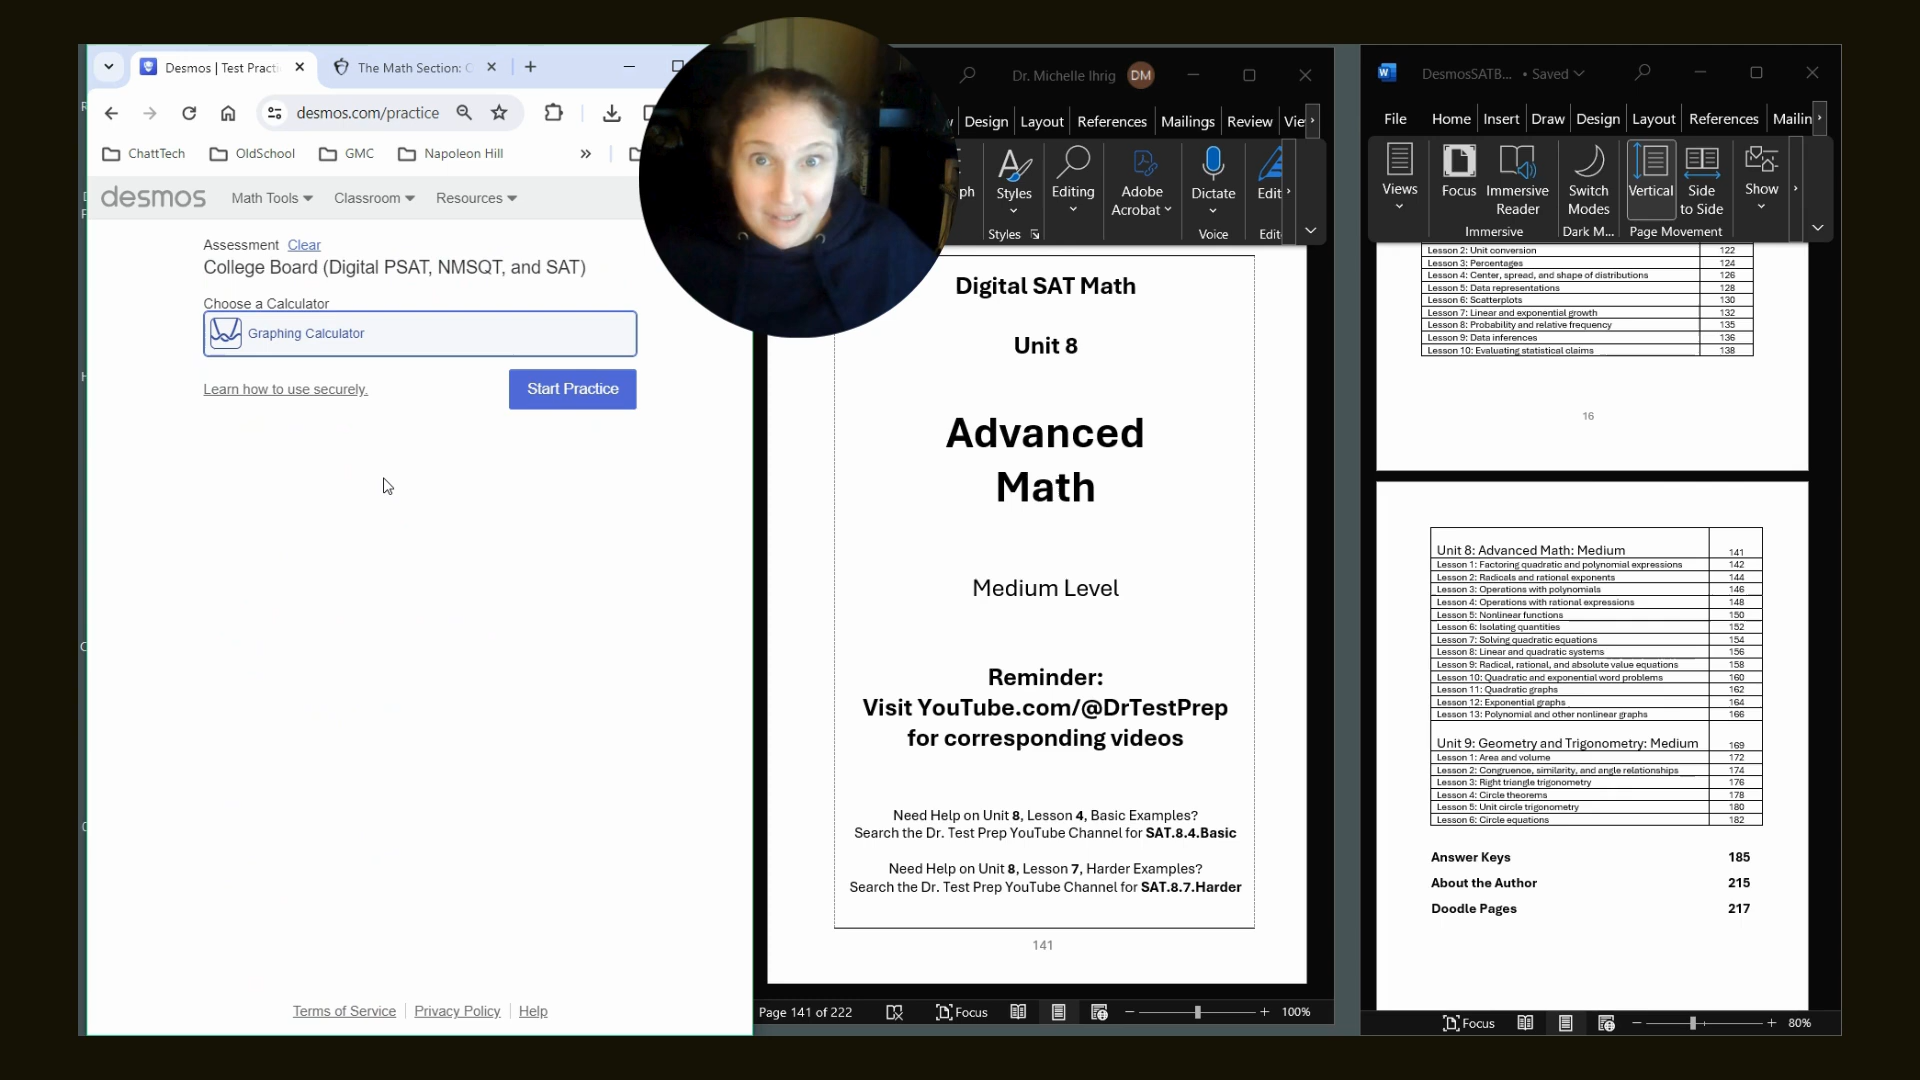 Desmos | Test Practi
The Math Section: C
desmos.com/practice
ChattTech
OldSchool
GMC
Napoleon Hill
»
desmos
Math Tools
Classroom
Resources
Assessment Clear
College Board (Digital PSAT, NMSQT, and SAT)
Choose a Calculator
Graphing Calculator
Learn how to use securely.
Start Practice
Terms of Service
Privacy Policy
Help
Dr. Michelle Ihrig DM
Design Layout References Mailings Review Vie
ph
Styles
Editing
Adobe
Acrobat
Dictate
Edit
Styles
Voice
Edit
Digital SAT Math
Unit 8
Advanced
Math
Medium Level
Reminder:
Visit YouTube.com/@DrTestPrep
for corresponding videos
Need Help on Unit 8, Lesson 4, Basic Examples?
Search the Dr. Test Prep YouTube Channel for SAT.8.4.Basic
Need Help on Unit 8, Lesson 7, Harder Examples?
Search the Dr. Test Prep YouTube Channel for SAT.8.7.Harder
141
Page 141 of 222
Focus
100%
DesmosSATB... • Saved
File Home Insert Draw Design Layout References Mailin
Views
Focus
Immersive
Reader
Switch
Modes
Vertical
Side
to Side
Show
Immersive
Dark M...
Page Movement
Lesson 2: Unit conversion 122
Lesson 3: Percentages 124
Lesson 4: Center, spread, and shape of distributions 126
Lesson 5: Data representations 128
Lesson 6: Scatterplots 130
Lesson 7: Linear and exponential growth 132
Lesson 8: Probability and relative frequency 135
Lesson 9: Data inferences 136
Lesson 10: Evaluating statistical claims 138
16
Unit 8: Advanced Math: Medium 141
Lesson 1: Factoring quadratic and polynomial expressions 142
Lesson 2: Radicals and rational exponents 144
Lesson 3: Operations with polynomials 146
Lesson 4: Operations with rational expressions 148
Lesson 5: Nonlinear functions 150
Lesson 6: Isolating quantities 152
Lesson 7: Solving quadratic equations 154
Lesson 8: Linear and quadratic systems 156
Lesson 9: Radical, rational, and absolute value equations 158
Lesson 10: Quadratic and exponential word problems 160
Lesson 11: Quadratic graphs 162
Lesson 12: Exponential graphs 164
Lesson 13: Polynomial and other nonlinear graphs 166
Unit 9: Geometry and Trigonometry: Medium 169
Lesson 1: Area and volume 172
Lesson 2: Congruence, similarity, and angle relationships 174
Lesson 3: Right triangle trigonometry 176
Lesson 4: Circle theorems 178
Lesson 5: Unit circle trigonometry 180
Lesson 6: Circle equations 182
Answer Keys 185
About the Author 215
Doodle Pages 217
Focus
80%